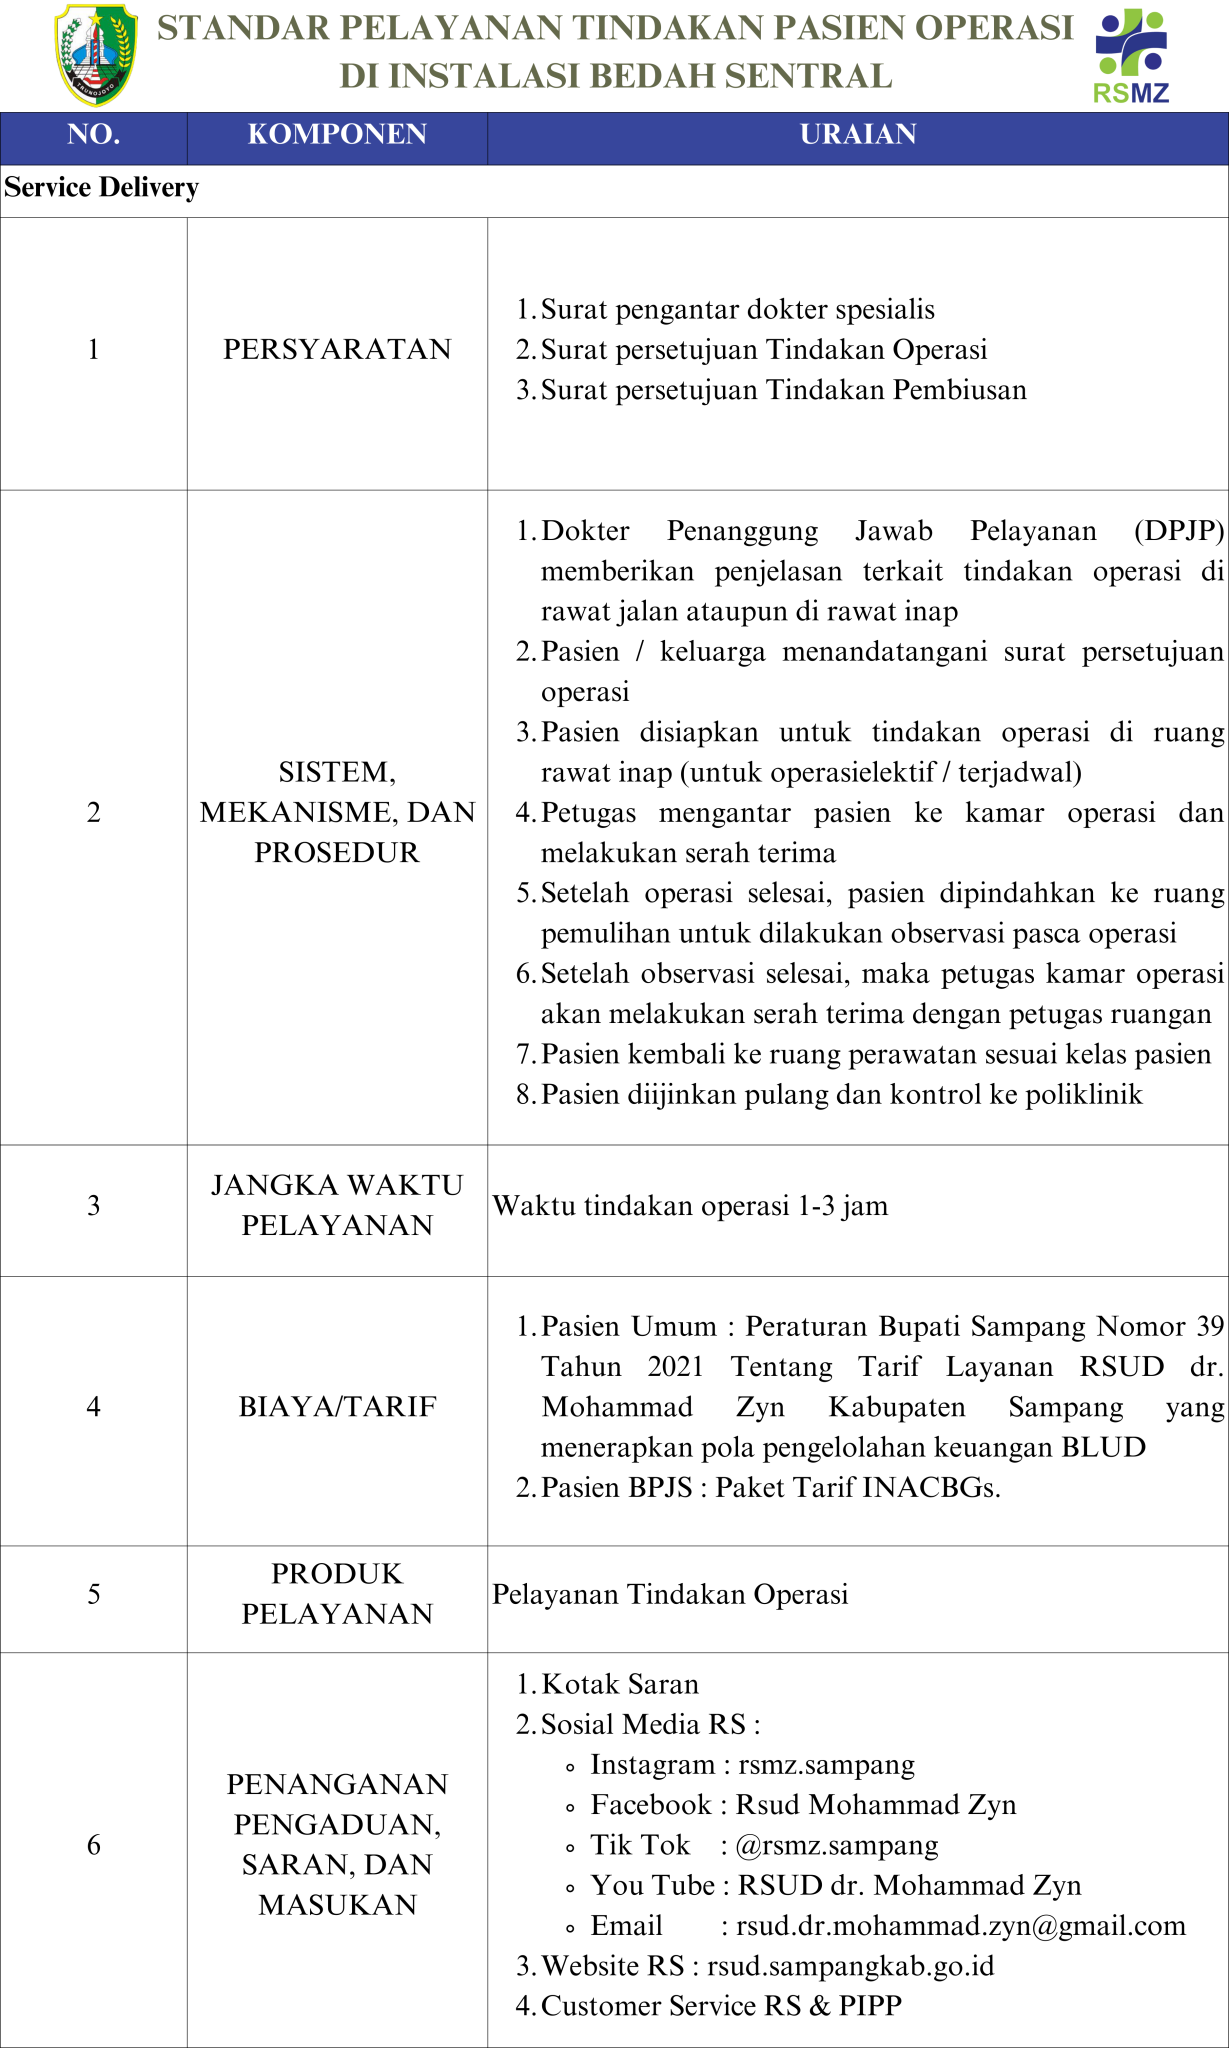 STANDAR PELAYANAN TINDAKAN PASIEN OPERASI
DI INSTALASI BEDAH SENTRAL
TRUNOJOYO
RSMZ
NO. KOMPONEN URAIAN
Service Delivery
1
PERSYARATAN
1. Surat pengantar dokter spesialis
2. Surat persetujuan Tindakan Operasi
3. Surat persetujuan Tindakan Pembiusan
2
SISTEM,
MEKANISME, DAN
PROSEDUR
1. Dokter Penanggung Jawab Pelayanan (DPJP)
memberikan penjelasan terkait tindakan operasi di
rawat jalan ataupun di rawat inap
2. Pasien / keluarga menandatangani surat persetujuan
operasi
3. Pasien disiapkan untuk tindakan operasi di ruang
rawat inap (untuk operasielektif / terjadwal)
4. Petugas mengantar pasien ke kamar operasi dan
melakukan serah terima
5. Setelah operasi selesai, pasien dipindahkan ke ruang
pemulihan untuk dilakukan observasi pasca operasi
6. Setelah observasi selesai, maka petugas kamar operasi
akan melakukan serah terima dengan petugas ruangan
7. Pasien kembali ke ruang perawatan sesuai kelas pasien
8. Pasien diijinkan pulang dan kontrol ke poliklinik
3
JANGKA WAKTU
PELAYANAN
Waktu tindakan operasi 1-3 jam
4
BIAYA/TARIF
1. Pasien Umum : Peraturan Bupati Sampang Nomor 39
Tahun 2021 Tentang Tarif Layanan RSUD dr.
Mohammad Zyn Kabupaten Sampang yang
menerapkan pola pengelolahan keuangan BLUD
2. Pasien BPJS : Paket Tarif INACBGs.
5
PRODUK
PELAYANAN
Pelayanan Tindakan Operasi
6
PENANGANAN
PENGADUAN,
SARAN, DAN
MASUKAN
1. Kotak Saran
2. Sosial Media RS :
Instagram : rsmz.sampang
Facebook : Rsud Mohammad Zyn
Tik Tok : @rsmz.sampang
You Tube : RSUD dr. Mohammad Zyn
Email : rsud.dr.mohammad.zyn@gmail.com
3. Website RS : rsud.sampangkab.go.id
4. Customer Service RS & PIPP